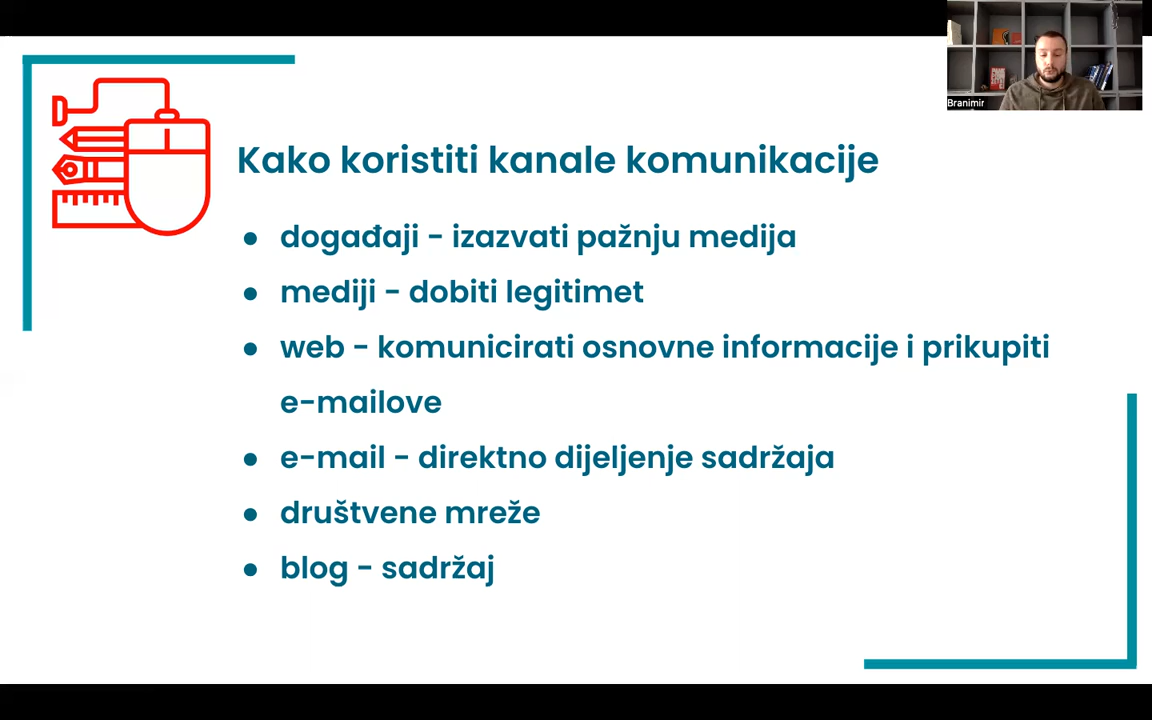 Branimir
Kako koristiti kanale komunikacije
● događaji - izazvati pažnju medija
● mediji - dobiti legitimet
● web - komunicirati osnovne informacije i prikupiti
e-mailove
● e-mail - direktno dijeljenje sadržaja
● društvene mreže
● blog - sadržaj